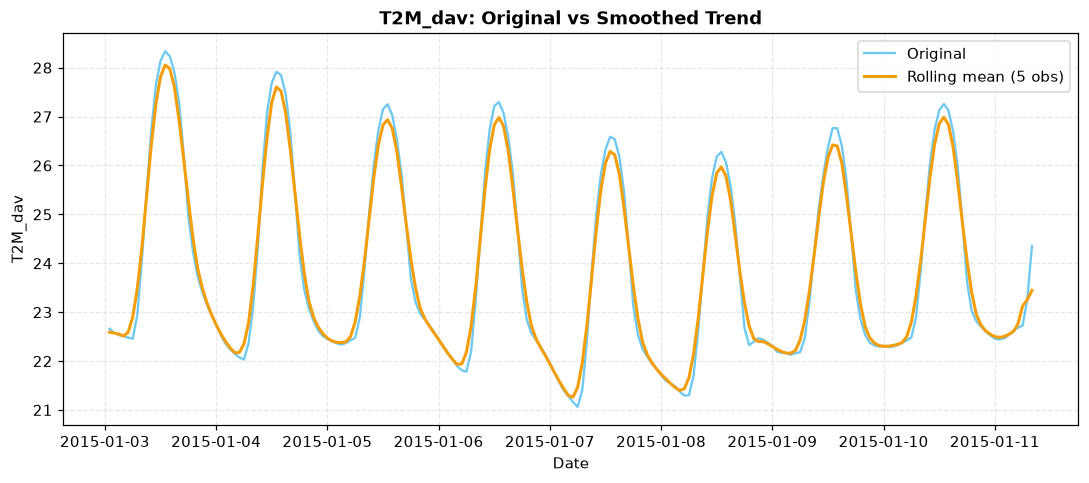 T2M_dav: Original vs Smoothed Trend
Original
Rolling mean (5 obs)
T2M_dav
28
27
26
25
24
23
22
21
2015-01-03 2015-01-04 2015-01-05 2015-01-06 2015-01-07 2015-01-08 2015-01-09 2015-01-10 2015-01-11
Date